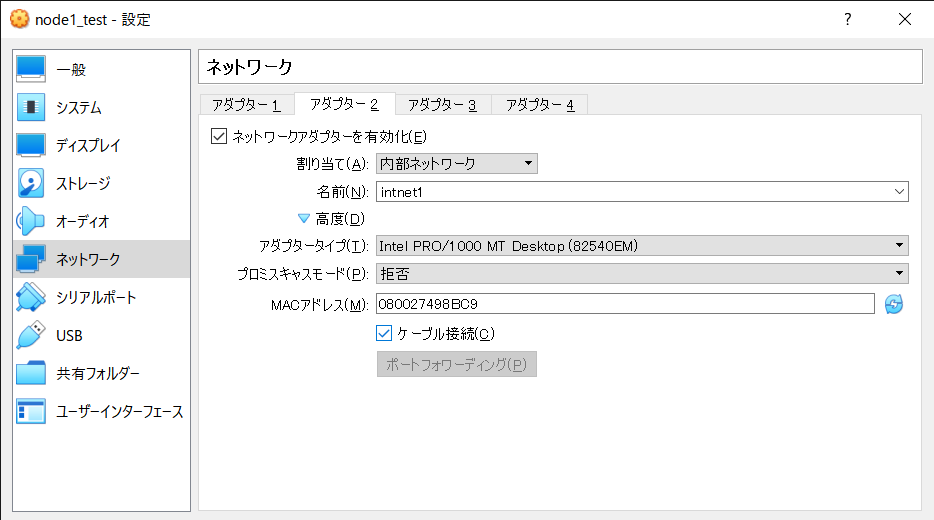 node1_test - 設定
?
一般
システム
ディスプレイ
ストレージ
オーディオ
ネットワーク
シリアルポート
USB
共有フォルダー
ユーザーインターフェース
ネットワーク
アダプター 1 アダプター 2 アダプター 3 アダプター 4
ネットワークアダプターを有効化(E)
割り当て(A): 内部ネットワーク
名前(N): intnet1
高度(D)
アダプタータイプ(T): Intel PRO/1000 MT Desktop (82540EM)
プロミスキャスモード(P): 拒否
MACアドレス(M): 080027498BC9
ケーブル接続(C)
ポートフォワーディング(P)